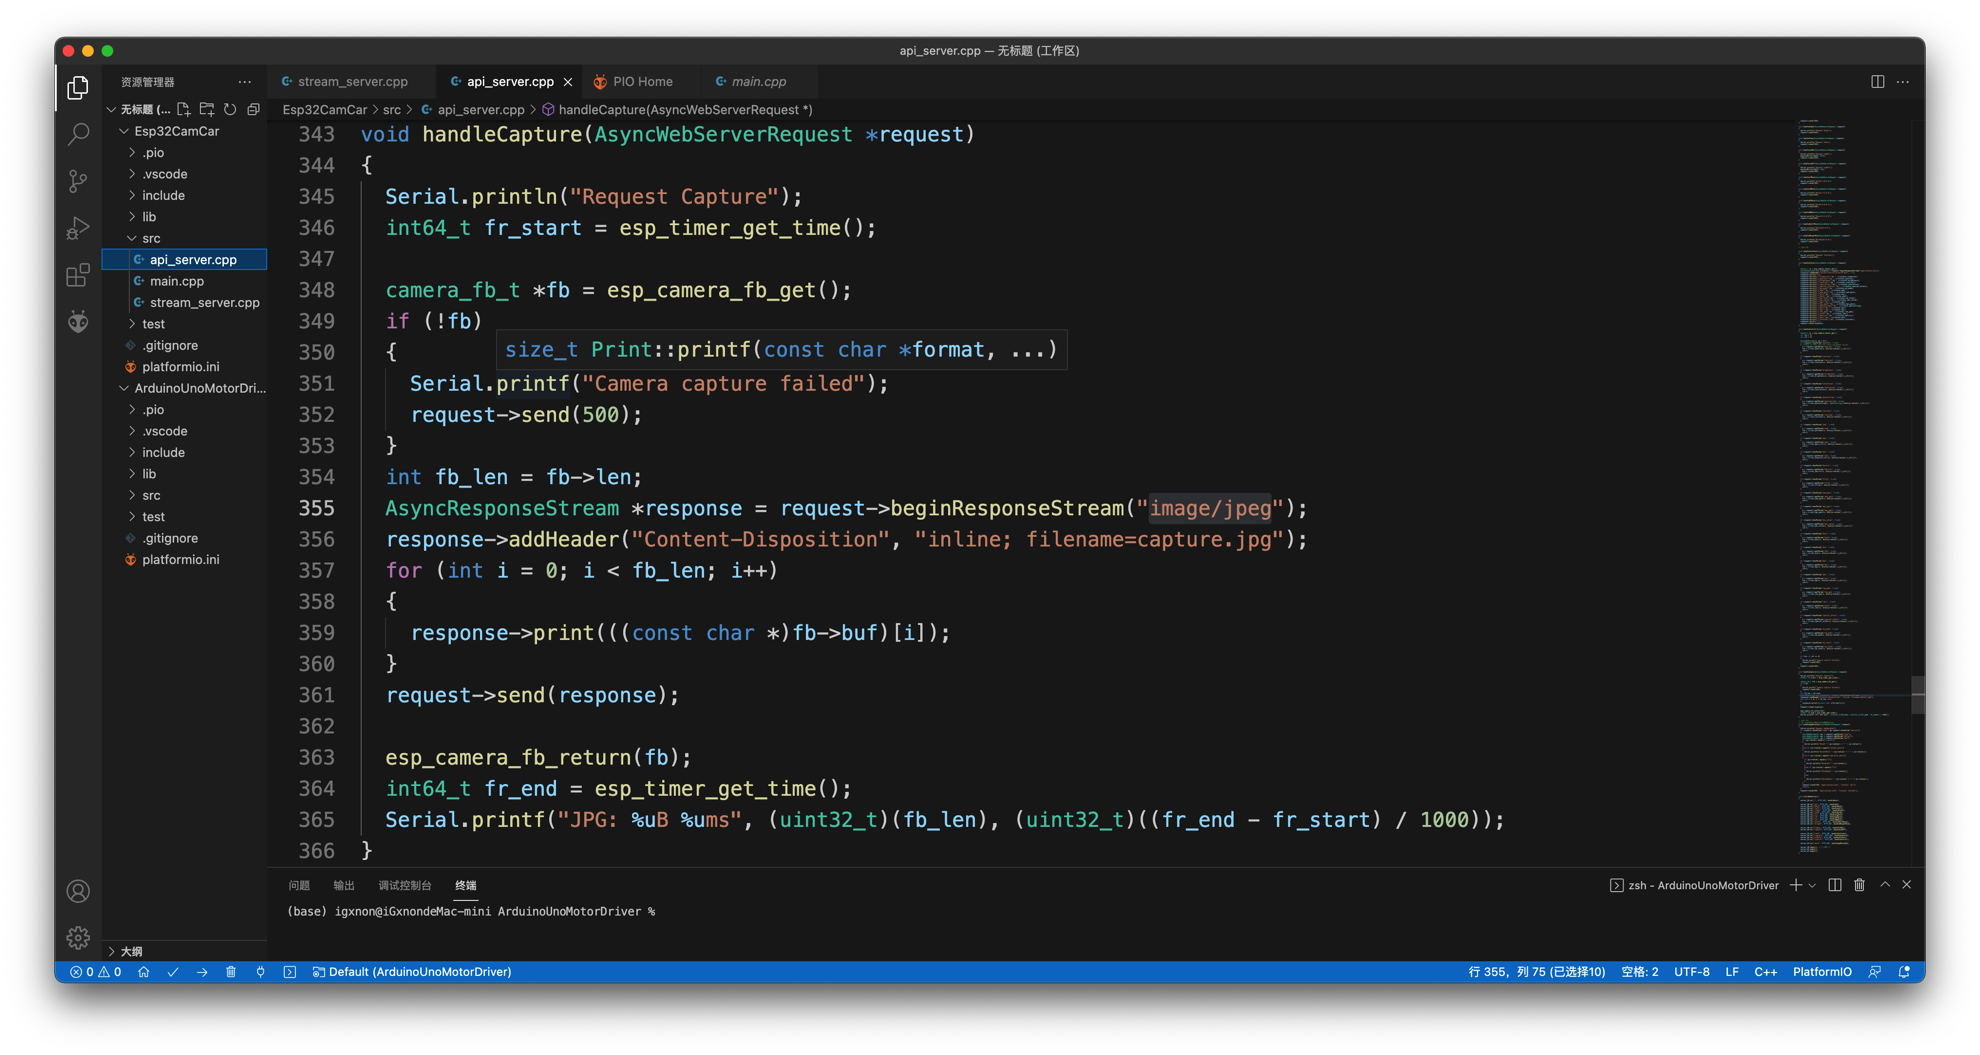 api_server.cpp — 无标题 (工作区)
资源管理器
stream_server.cpp
api_server.cpp
PIO Home
main.cpp
无标题 (...
Esp32CamCar > src > api_server.cpp > handleCapture(AsyncWebServerRequest *)
Esp32CamCar
.pio
.vscode
include
lib
src
api_server.cpp
main.cpp
stream_server.cpp
test
.gitignore
platformio.ini
ArduinoUnoMotorDri...
.pio
.vscode
include
lib
src
test
.gitignore
platformio.ini
大纲
343 void handleCapture(AsyncWebServerRequest *request)
344 {
345 Serial.println("Request Capture");
346 int64_t fr_start = esp_timer_get_time();
347
348 camera_fb_t *fb = esp_camera_fb_get();
349 if (!fb)
350 {
size_t Print::printf(const char *format, ...)
351 Serial.printf("Camera capture failed");
352 request->send(500);
353 }
354 int fb_len = fb->len;
355 AsyncResponseStream *response = request->beginResponseStream("image/jpeg");
356 response->addHeader("Content-Disposition", "inline; filename=capture.jpg");
357 for (int i = 0; i < fb_len; i++)
358 {
359 response->print(((const char *)fb->buf)[i]);
360 }
361 request->send(response);
362
363 esp_camera_fb_return(fb);
364 int64_t fr_end = esp_timer_get_time();
365 Serial.printf("JPG: %uB %ums", (uint32_t)(fb_len), (uint32_t)((fr_end - fr_start) / 1000));
366 }
问题 输出 调试控制台 终端
zsh - ArduinoUnoMotorDriver
(base) igxnon@iGxnondeMac-mini ArduinoUnoMotorDriver %
0 0
Default (ArduinoUnoMotorDriver)
行 355，列 75 (已选择10) 空格: 2 UTF-8 LF C++ PlatformIO